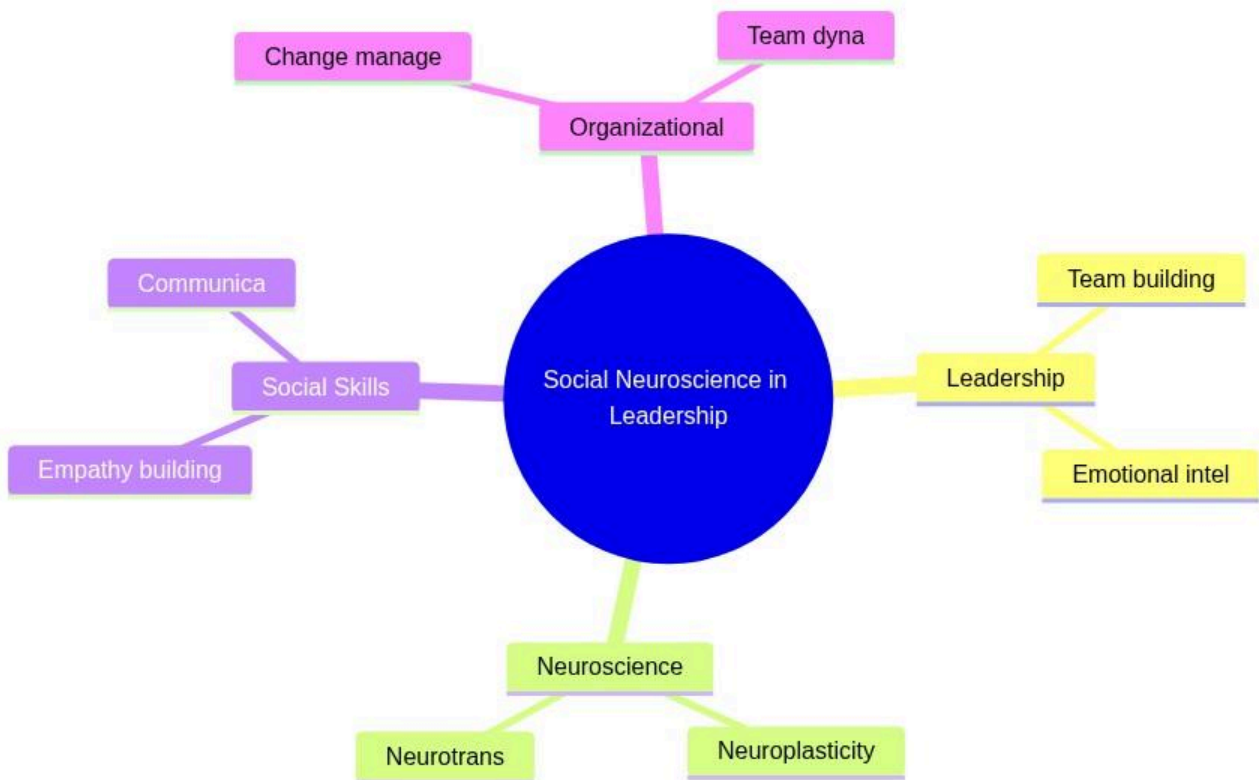 Team dyna
Change manage
Organizational
Communica
Team building
Social Skills
Social Neuroscience in
Leadership
Leadership
Empathy building
Emotional intel
Neuroscience
Neurotrans
Neuroplasticity